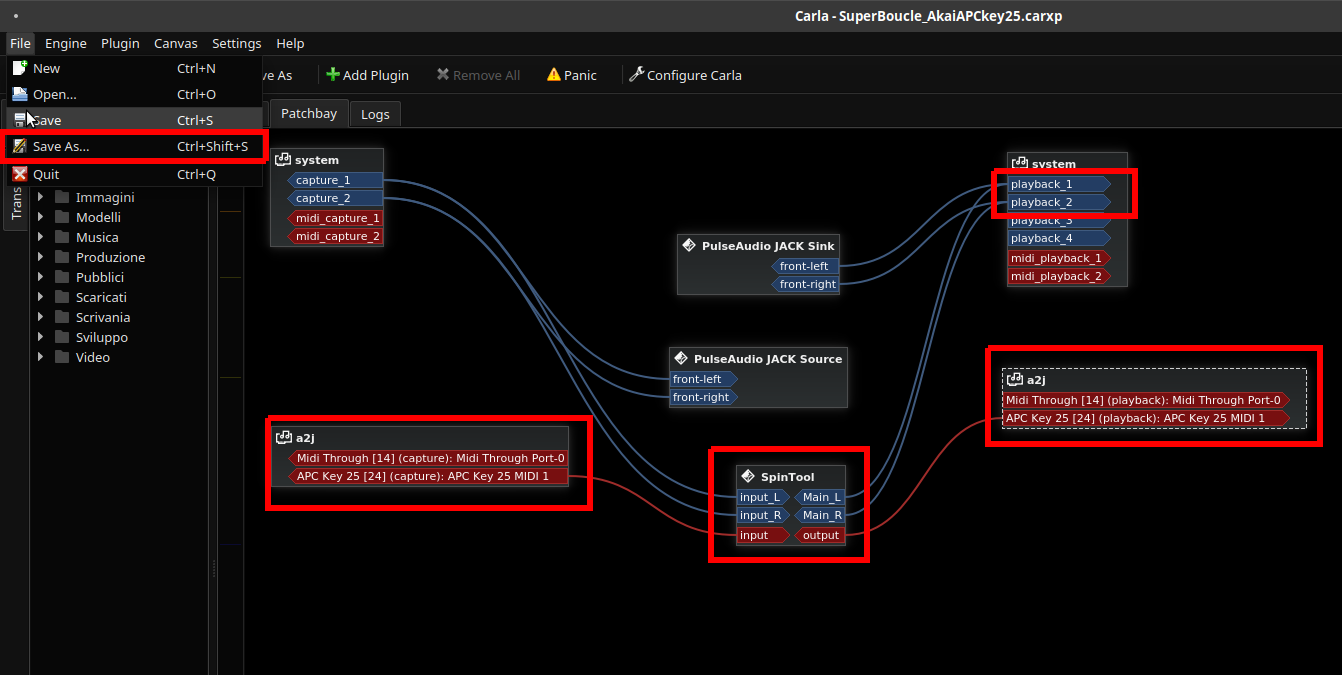 Carla - SuperBoucle_AkaiAPCkey25.carxp
File Engine Plugin Canvas Settings Help
New Ctrl+N
Open... Ctrl+O
Save Ctrl+S
Save As... Ctrl+Shift+S
Quit Ctrl+Q
ve As Add Plugin Remove All Panic Configure Carla
Patchbay Logs
Trans
Immagini
Modelli
Musica
Produzione
Pubblici
Scaricati
Scrivania
Sviluppo
Video
system
capture_1
capture_2
midi_capture_1
midi_capture_2
system
playback_1
playback_2
playback_3
playback_4
midi_playback_1
midi_playback_2
PulseAudio JACK Sink
front-left
front-right
PulseAudio JACK Source
front-left
front-right
a2j
Midi Through [14] (capture): Midi Through Port-0
APC Key 25 [24] (capture): APC Key 25 MIDI 1
SpinTool
input_L Main_L
input_R Main_R
input output
a2j
Midi Through [14] (playback): Midi Through Port-0
APC Key 25 [24] (playback): APC Key 25 MIDI 1